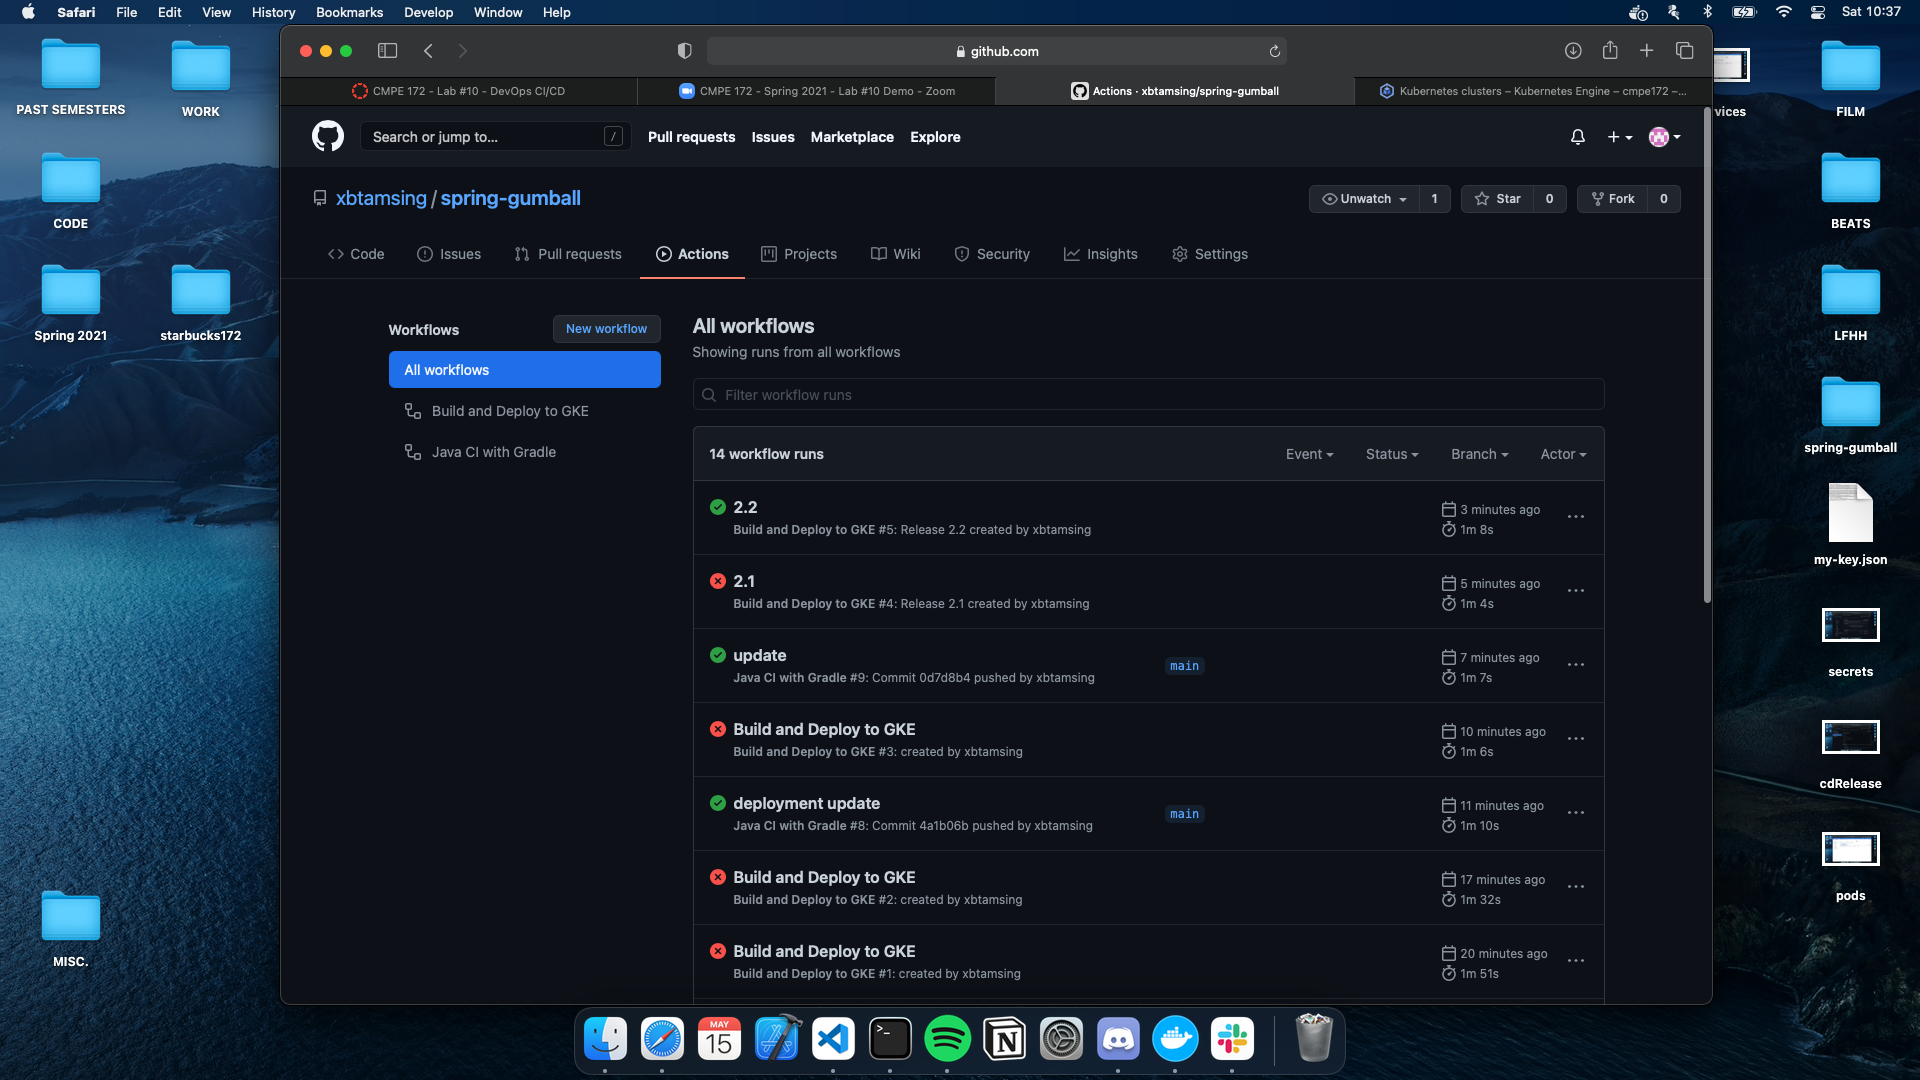 Safari File Edit View History Bookmarks Develop Window Help
Sat 10:37
github.com
CMPE 172 - Lab #10 - DevOps CI/CD
CMPE 172 - Spring 2021 - Lab #10 Demo - Zoom
Actions · xbtamsing/spring-gumball
Kubernetes clusters – Kubernetes Engine – cmpe172 –...
Search or jump to... /
Pull requests Issues Marketplace Explore
xbtamsing / spring-gumball
Unwatch 1 Star 0 Fork 0
Code Issues Pull requests Actions Projects Wiki Security Insights Settings
Workflows
New workflow
All workflows
Build and Deploy to GKE
Java CI with Gradle
All workflows
Showing runs from all workflows
Filter workflow runs
14 workflow runs Event Status Branch Actor
2.2
Build and Deploy to GKE #5: Release 2.2 created by xbtamsing
3 minutes ago
1m 8s
2.1
Build and Deploy to GKE #4: Release 2.1 created by xbtamsing
5 minutes ago
1m 4s
update
Java CI with Gradle #9: Commit 0d7d8b4 pushed by xbtamsing
main
7 minutes ago
1m 7s
Build and Deploy to GKE
Build and Deploy to GKE #3: created by xbtamsing
10 minutes ago
1m 6s
deployment update
Java CI with Gradle #8: Commit 4a1b06b pushed by xbtamsing
main
11 minutes ago
1m 10s
Build and Deploy to GKE
Build and Deploy to GKE #2: created by xbtamsing
17 minutes ago
1m 32s
Build and Deploy to GKE
Build and Deploy to GKE #1: created by xbtamsing
20 minutes ago
1m 51s
PAST SEMESTERS
WORK
CODE
Spring 2021
starbucks172
MISC.
vices
FILM
BEATS
LFHH
spring-gumball
my-key.json
secrets
cdRelease
pods
MAY
15